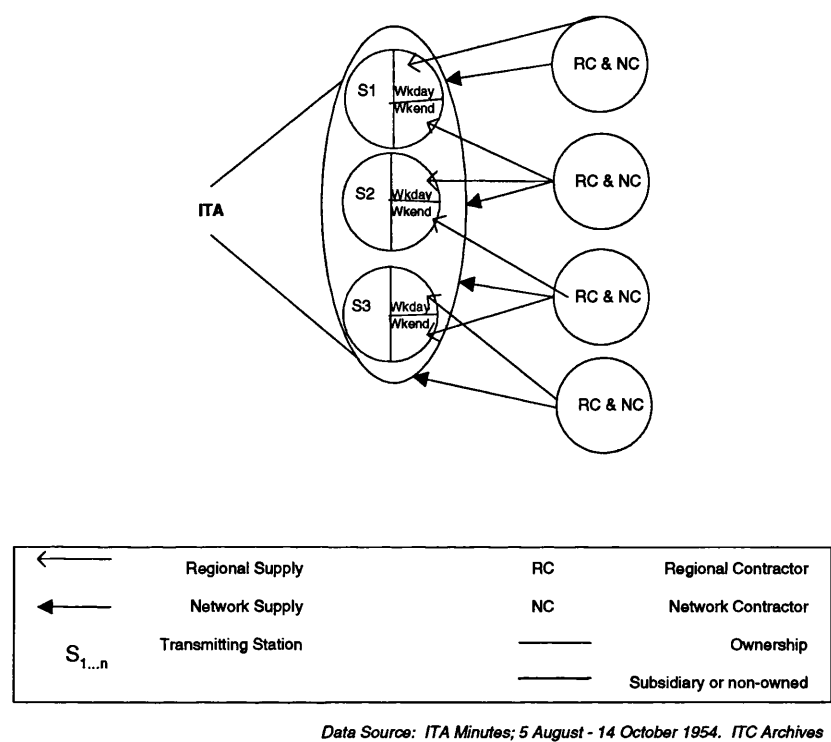 RC & NC
S1
Wkday
Wkend
RC & NC
S2
Wkday
Wkend
ITA
RC & NC
S3
Wkday
Wkend
RC & NC
Regional Supply RC Regional Contractor
Network Supply NC Network Contractor
S1...n Transmitting Station Ownership
Subsidiary or non-owned
Data Source: ITA Minutes; 5 August - 14 October 1954. ITC Archives